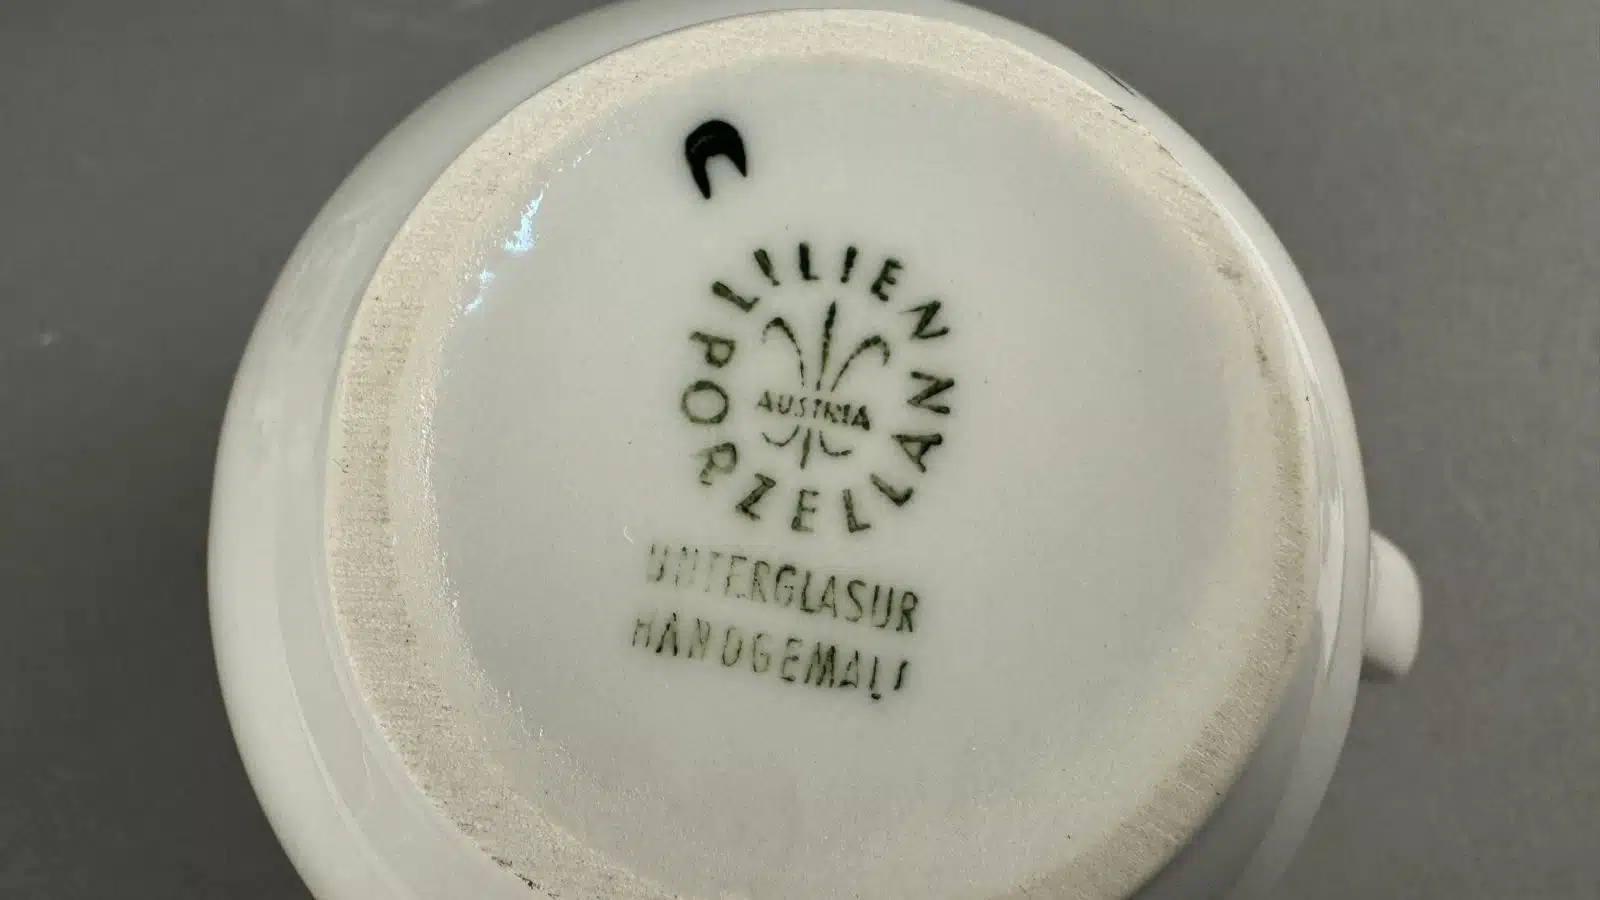 LILIEN
PORZELLAN
AUSTRIA
UNTERGLASUR
HANDGEMALT